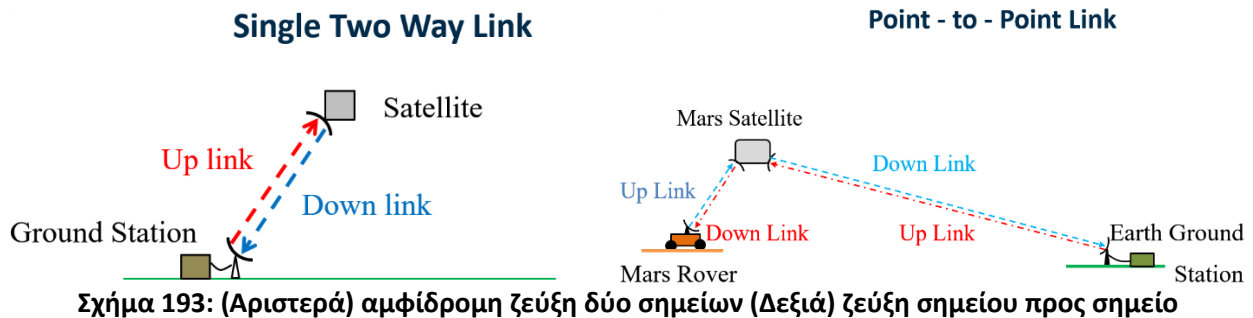 Single Two Way Link
Satellite
Up link
Down link
Ground Station
Point - to - Point Link
Mars Satellite
Down Link
Up Link
Down Link
Up Link
Mars Rover
Earth Ground
Station
Σχήμα 193: (Αριστερά) αμφίδρομη ζεύξη δύο σημείων (Δεξιά) ζεύξη σημείου προς σημείο